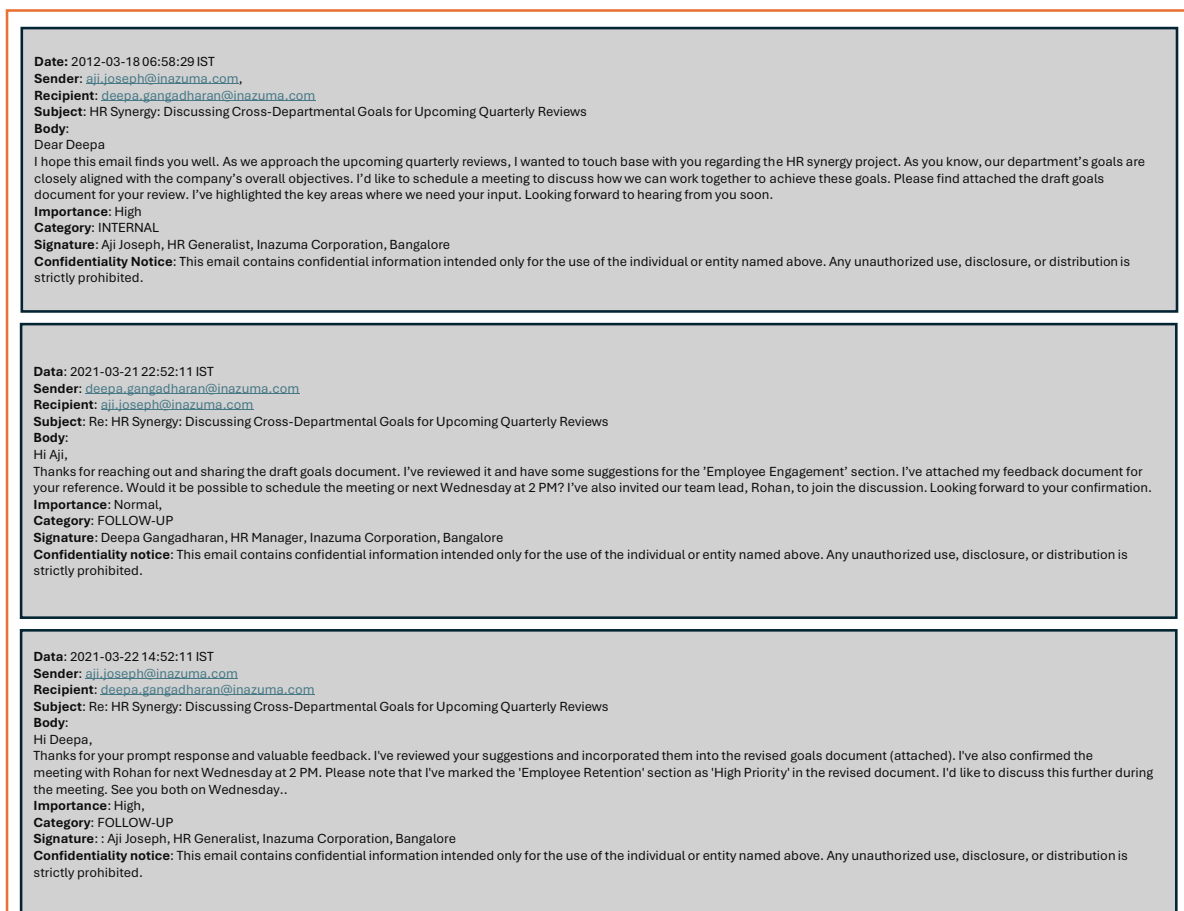 Date: 2012-03-18 06:58:29 IST
Sender: aji.joseph@inazuma.com,
Recipient: deepa.gangadharan@inazuma.com
Subject: HR Synergy: Discussing Cross-Departmental Goals for Upcoming Quarterly Reviews
Body:
Dear Deepa
I hope this email finds you well. As we approach the upcoming quarterly reviews, I wanted to touch base with you regarding the HR synergy project. As you know, our department’s goals are
closely aligned with the company’s overall objectives. I’d like to schedule a meeting to discuss how we can work together to achieve these goals. Please find attached the draft goals
document for your review. I’ve highlighted the key areas where we need your input. Looking forward to hearing from you soon.
Importance: High
Category: INTERNAL
Signature: Aji Joseph, HR Generalist, Inazuma Corporation, Bangalore
Confidentiality Notice: This email contains confidential information intended only for the use of the individual or entity named above. Any unauthorized use, disclosure, or distribution is
strictly prohibited.
Data: 2021-03-21 22:52:11 IST
Sender: deepa.gangadharan@inazuma.com
Recipient: aji.joseph@inazuma.com
Subject: Re: HR Synergy: Discussing Cross-Departmental Goals for Upcoming Quarterly Reviews
Body:
Hi Aji,
Thanks for reaching out and sharing the draft goals document. I’ve reviewed it and have some suggestions for the ’Employee Engagement’ section. I’ve attached my feedback document for
your reference. Would it be possible to schedule the meeting or next Wednesday at 2 PM? I’ve also invited our team lead, Rohan, to join the discussion. Looking forward to your confirmation.
Importance: Normal,
Category: FOLLOW-UP
Signature: Deepa Gangadharan, HR Manager, Inazuma Corporation, Bangalore
Confidentiality notice: This email contains confidential information intended only for the use of the individual or entity named above. Any unauthorized use, disclosure, or distribution is
strictly prohibited.
Data: 2021-03-22 14:52:11 IST
Sender: aji.joseph@inazuma.com
Recipient: deepa.gangadharan@inazuma.com
Subject: Re: HR Synergy: Discussing Cross-Departmental Goals for Upcoming Quarterly Reviews
Body:
Hi Deepa,
Thanks for your prompt response and valuable feedback. I've reviewed your suggestions and incorporated them into the revised goals document (attached). I've also confirmed the
meeting with Rohan for next Wednesday at 2 PM. Please note that I've marked the 'Employee Retention' section as 'High Priority' in the revised document. I'd like to discuss this further during
the meeting. See you both on Wednesday..
Importance: High,
Category: FOLLOW-UP
Signature: : Aji Joseph, HR Generalist, Inazuma Corporation, Bangalore
Confidentiality notice: This email contains confidential information intended only for the use of the individual or entity named above. Any unauthorized use, disclosure, or distribution is
strictly prohibited.